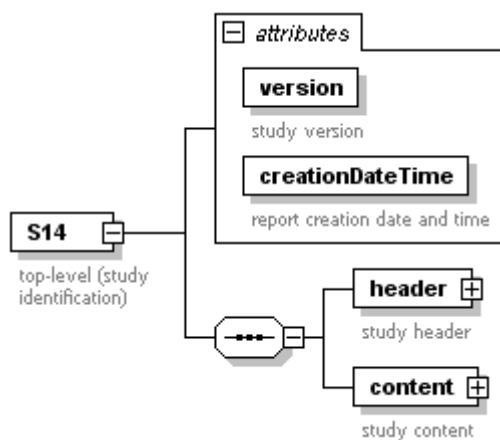 attributes
version
study version
creationDateTime
report creation date and time
S14
top-level (study
identification)
header
study header
content
study content